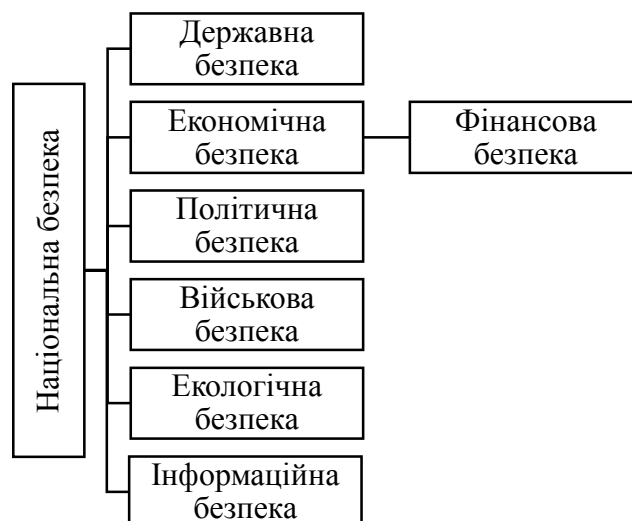 Національна безпека
Державна
безпека
Економічна
безпека
Фінансова
безпека
Політична
безпека
Військова
безпека
Екологічна
безпека
Інформаційна
безпека